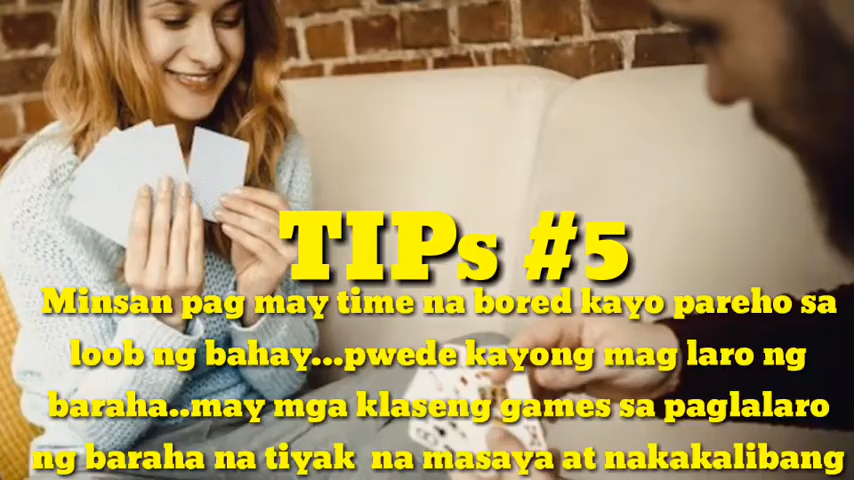 TIPs #5
Minsan pag may time na bored kayo pareho sa
loob ng bahay...pwede kayong mag laro ng
baraha..may mga klaseng games sa paglalaro
ng baraha na tiyak na masaya at nakakalibang